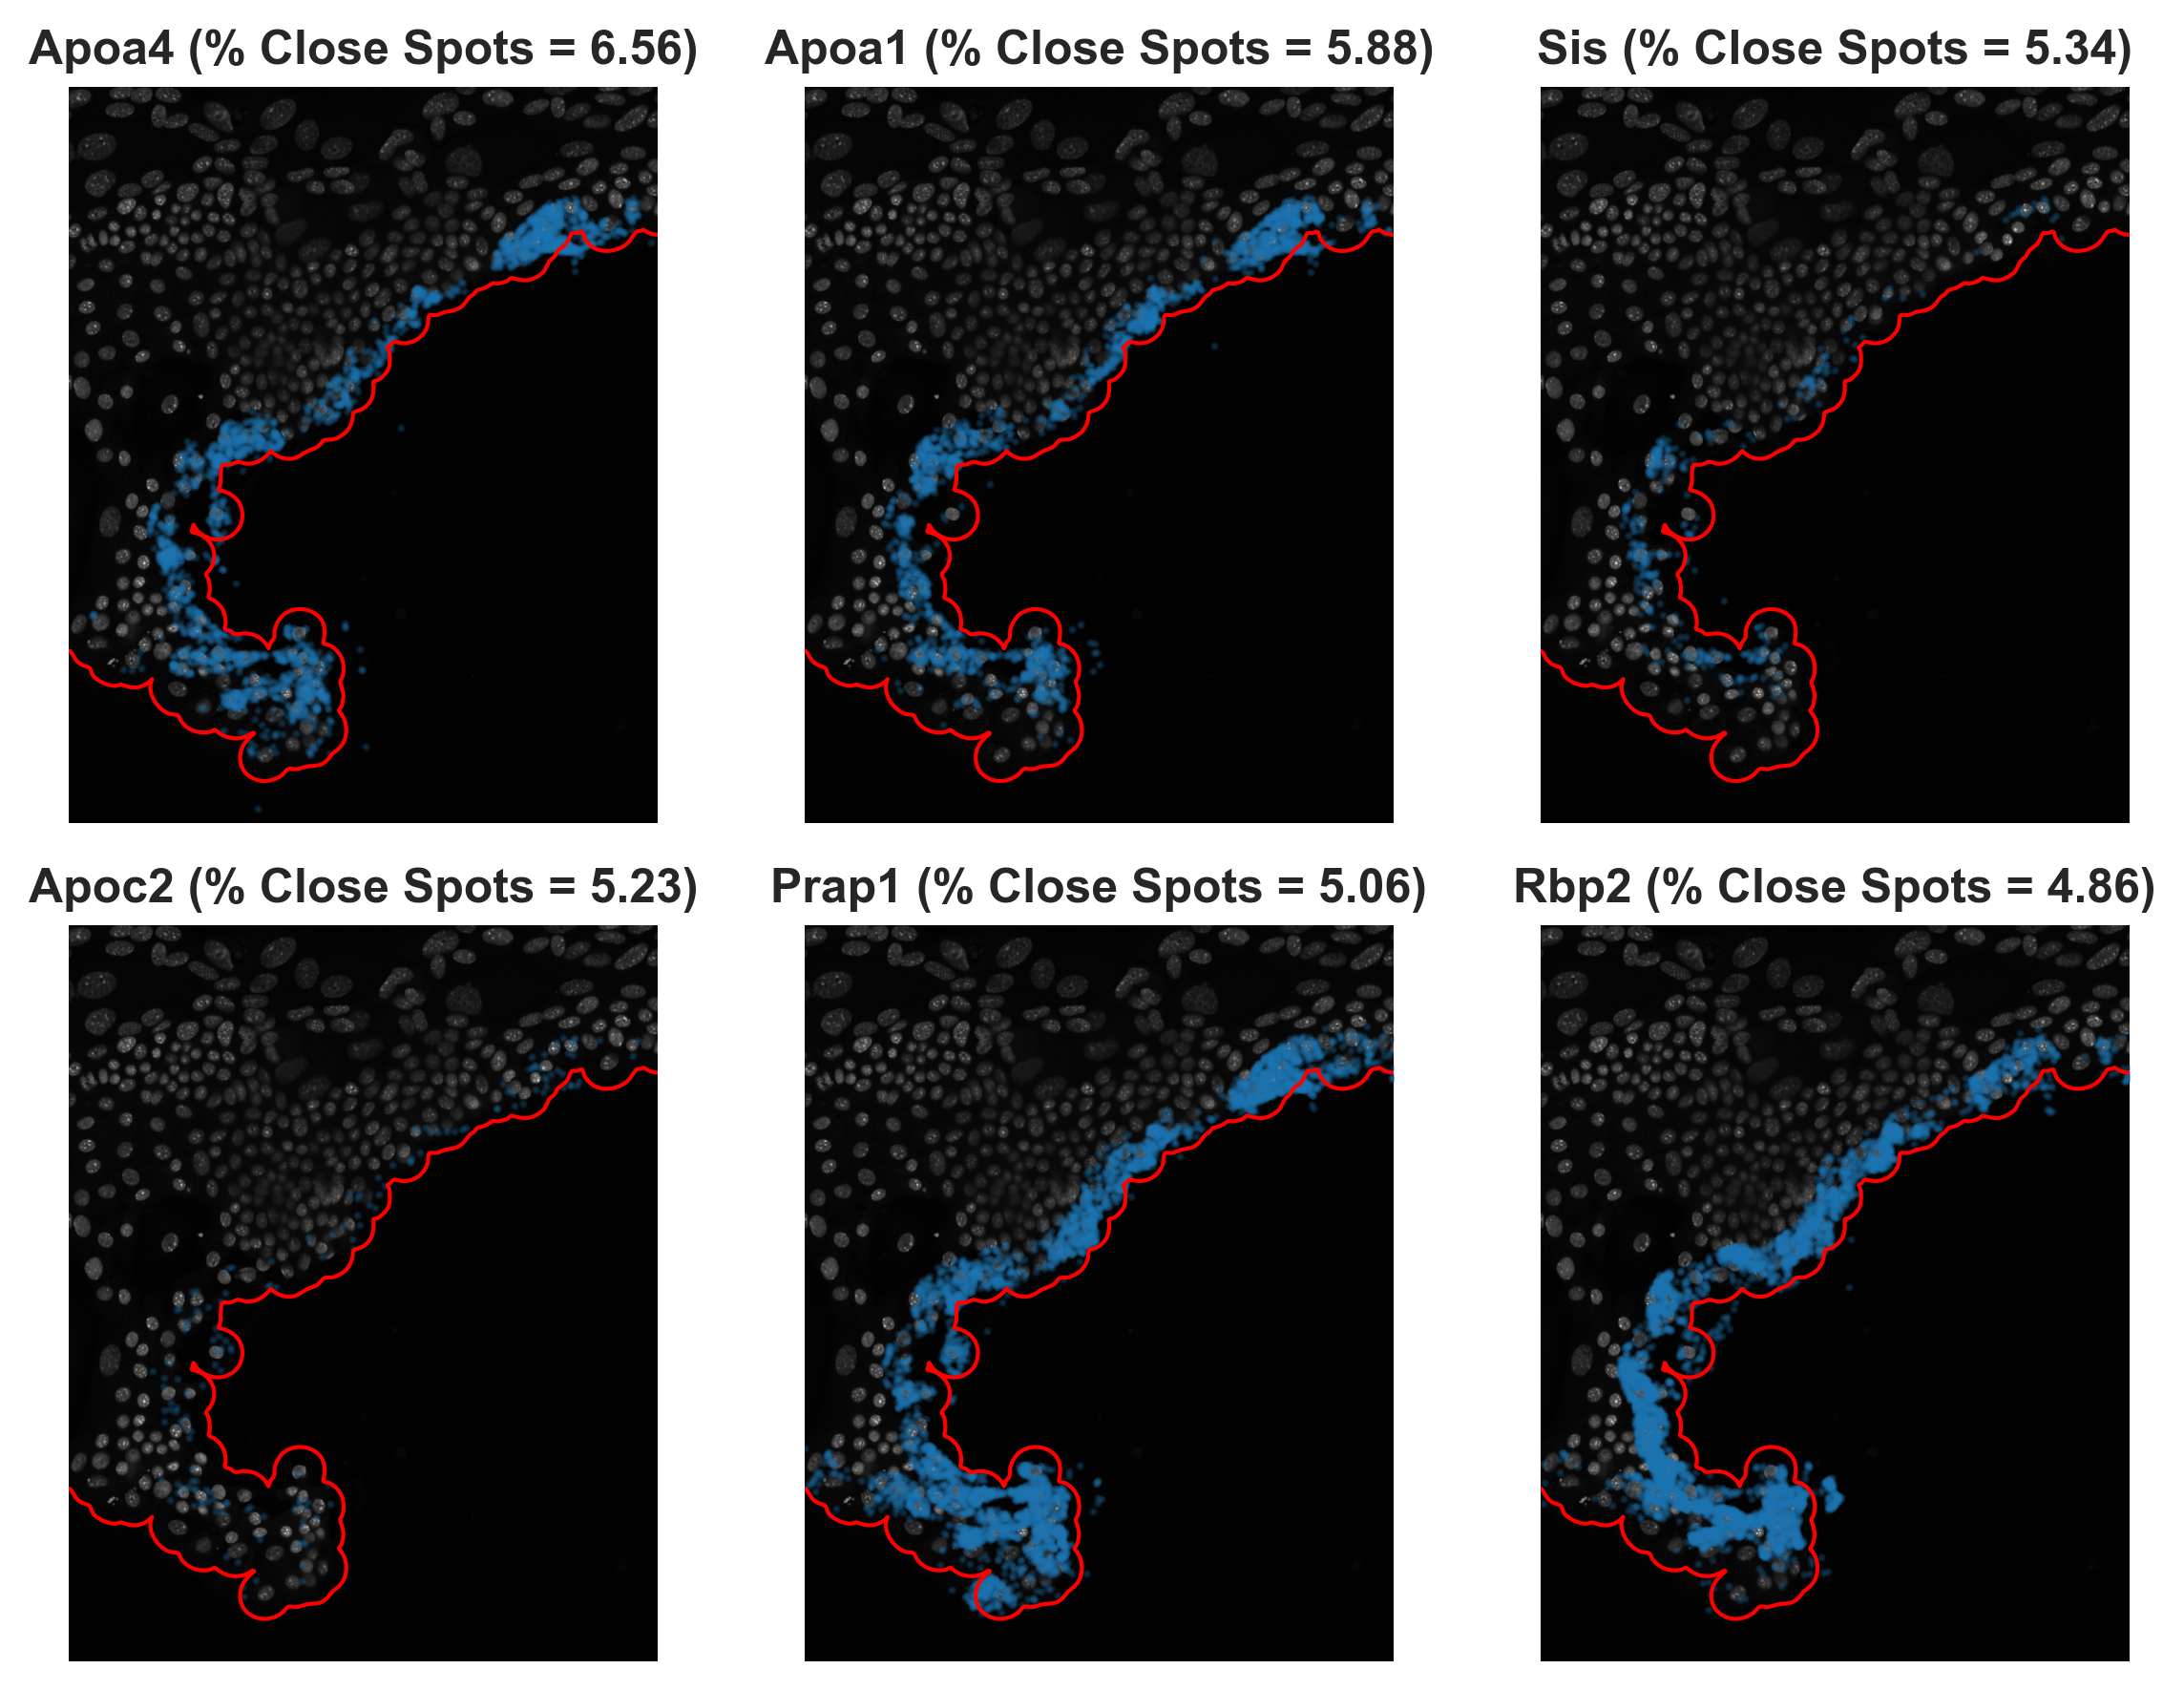 Apoa4 (% Close Spots = 6.56)
Apoa1 (% Close Spots = 5.88)
Sis (% Close Spots = 5.34)
Apoc2 (% Close Spots = 5.23)
Prap1 (% Close Spots = 5.06)
Rbp2 (% Close Spots = 4.86)